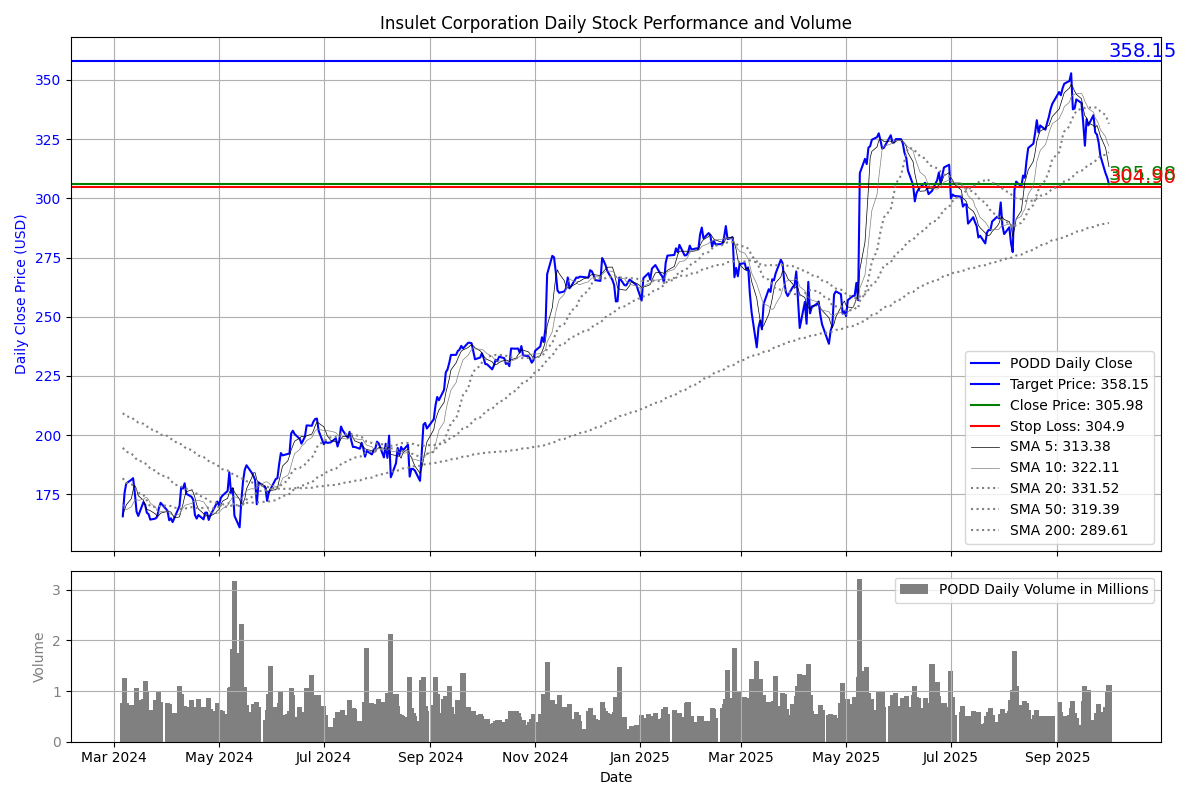 Insulet Corporation Daily Stock Performance and Volume
358.15
350
325
305.98
304.90
300
275
250
225
200
175
Daily Close Price (USD)
PODD Daily Close
Target Price: 358.15
Close Price: 305.98
Stop Loss: 304.9
SMA 5: 313.38
SMA 10: 322.11
SMA 20: 331.52
SMA 50: 319.39
SMA 200: 289.61
PODD Daily Volume in Millions
3
2
1
0
Volume
Mar 2024 May 2024 Jul 2024 Sep 2024 Nov 2024 Jan 2025 Mar 2025 May 2025 Jul 2025 Sep 2025
Date